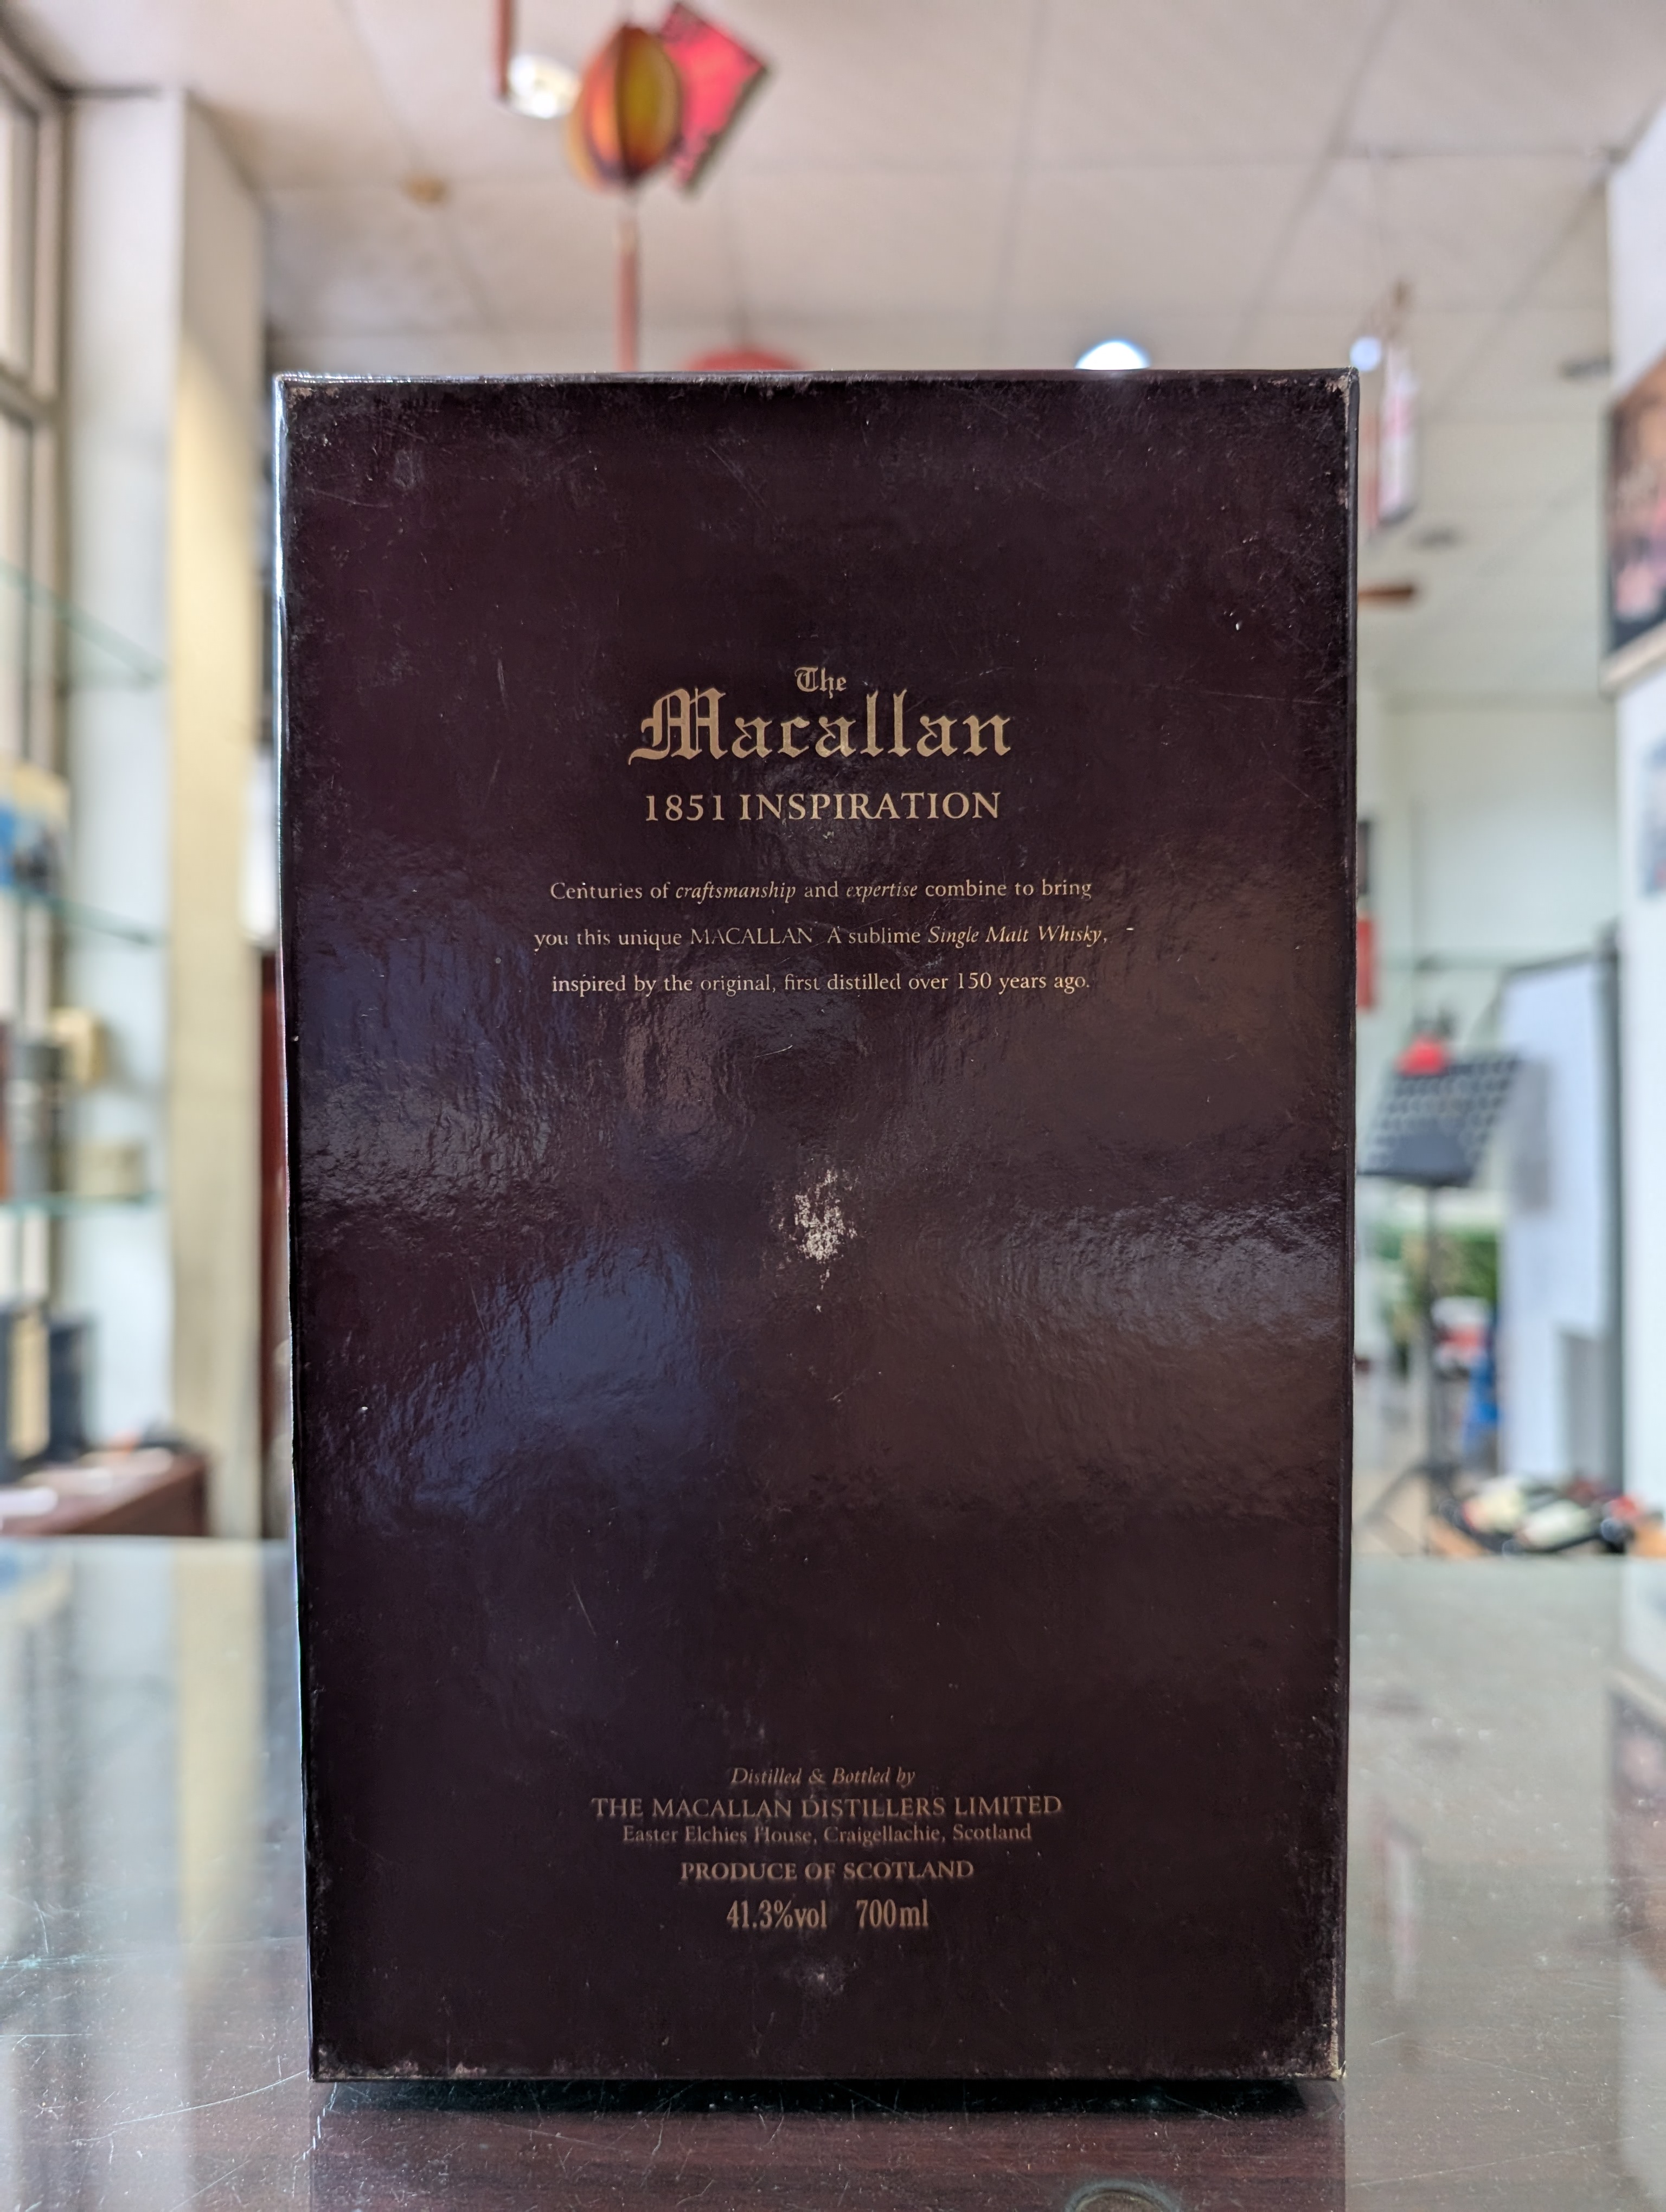 The
Macallan
1851 INSPIRATION
Centuries of craftsmanship and expertise combine to bring
you this unique MACALLAN A sublime Single Malt Whisky,
inspired by the original, first distilled over 150 years ago.
Distilled & Bottled by
THE MACALLAN DISTILLERS LIMITED
Easter Elchies House, Craigellachie, Scotland
PRODUCE OF SCOTLAND
41.3%vol 700ml